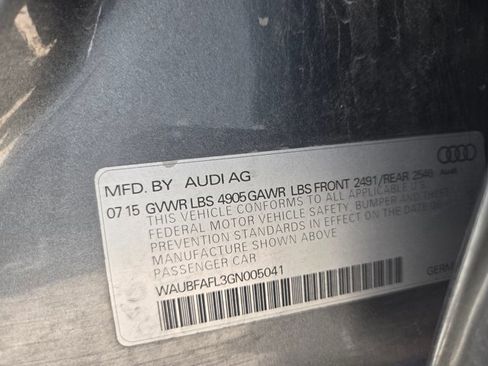 MFD. BY AUDI AG
07 15 GVWR LBS 4905 GAWR LBS FRONT 2491/REAR 2546
Audi
THIS VEHICLE CONFORMS TO ALL APPLICABLE U.S.
FEDERAL MOTOR VEHICLE SAFETY, BUMPER AND THEFT
PREVENTION STANDARDS IN EFFECT ON THE DATE OF
MANUFACTURE SHOWN ABOVE
PASSENGER CAR
WAUBFAFL3GN005041